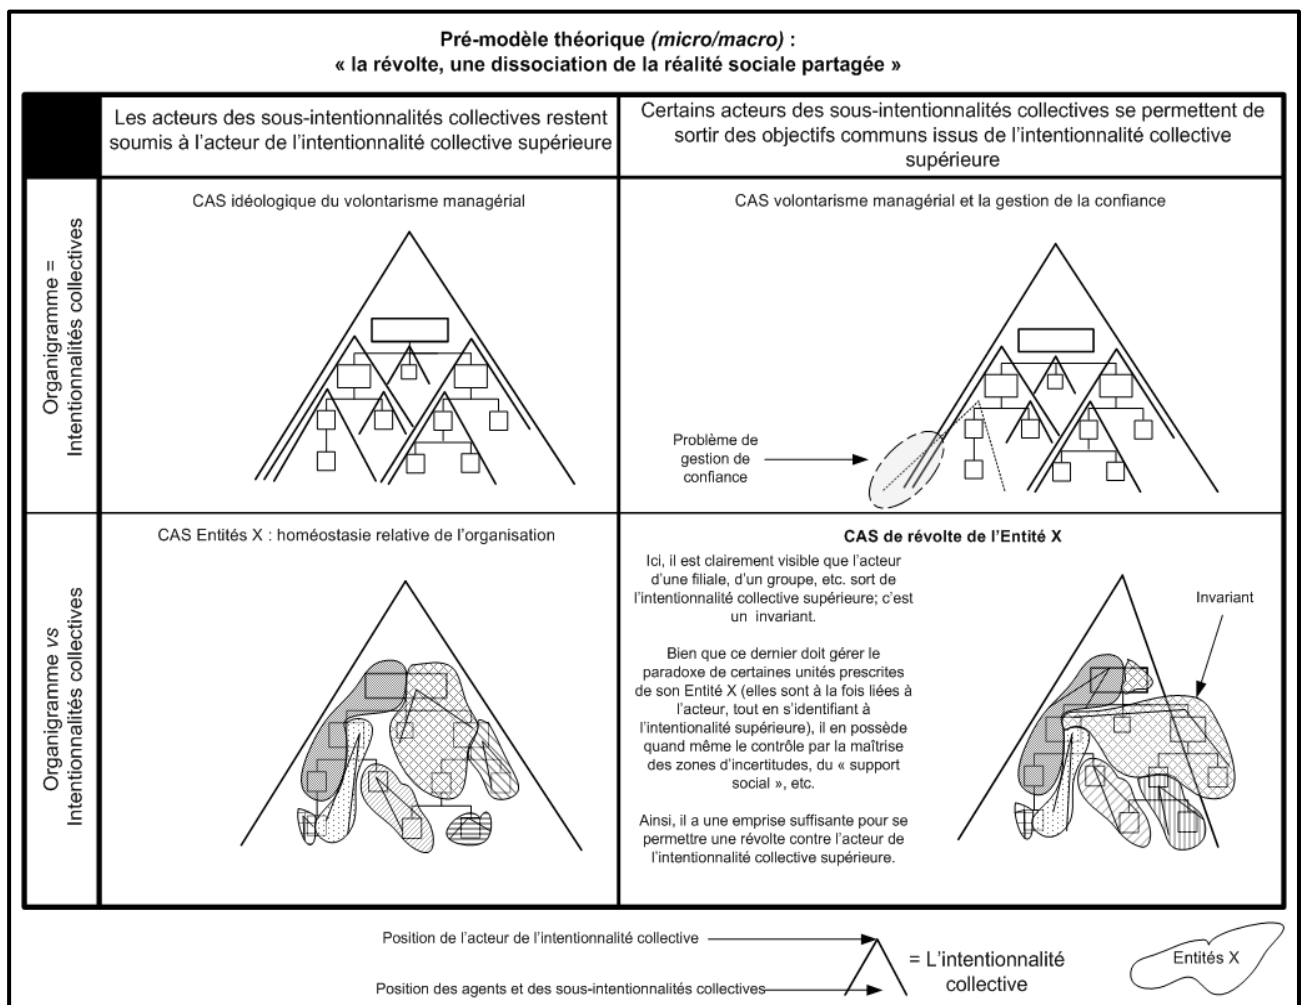 Pré-modèle théorique (micro/macro) :
« la révolte, une dissociation de la réalité sociale partagée »
Les acteurs des sous-intentionnalités collectives restent
soumis à l'acteur de l'intentionnalité collective supérieure
Certains acteurs des sous-intentionnalités collectives se permettent de
sortir des objectifs communs issus de l'intentionnalité collective
supérieure
Organigramme =
Intentionnalités collectives
CAS idéologique du volontarisme managérial
CAS volontarisme managérial et la gestion de la confiance
Problème de
gestion de
confiance
Organigramme vs
Intentionnalités collectives
CAS Entités X : homéostasie relative de l'organisation
CAS de révolte de l'Entité X
Ici, il est clairement visible que l'acteur
d'une filiale, d'un groupe, etc. sort de
l'intentionnalité collective supérieure; c'est
un invariant.
Bien que ce dernier doit gérer le
paradoxe de certaines unités prescrites
de son Entité X (elles sont à la fois liées à
l'acteur, tout en s'identifiant à
l'intentionalité supérieure), il en possède
quand même le contrôle par la maîtrise
des zones d'incertitudes, du « support
social », etc.
Ainsi, il a une emprise suffisante pour se
permettre une révolte contre l'acteur de
l'intentionnalité collective supérieure.
Invariant
Position de l'acteur de l'intentionnalité collective
Position des agents et des sous-intentionnalités collectives
= L'intentionnalité
collective
Entités X